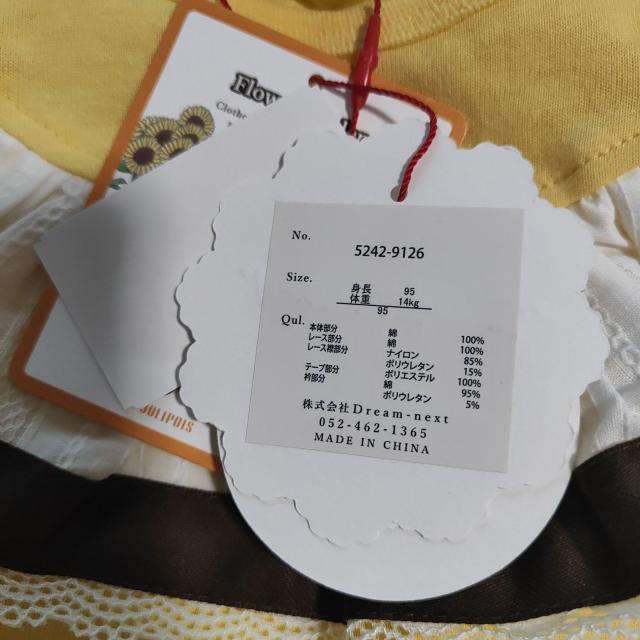 Flow
Clothe
No. 5242-9126
Size. 身長 95
体重 14kg
95
Qul. 本体部分 綿 100%
レース部分 綿 100%
レース裾部分 ナイロン 85%
ポリウレタン 15%
テープ部分 ポリエステル 100%
衿部分 綿 95%
ポリウレタン 5%
株式会社Dream-next
052-462-1365
MADE IN CHINA
JOLIPOIS